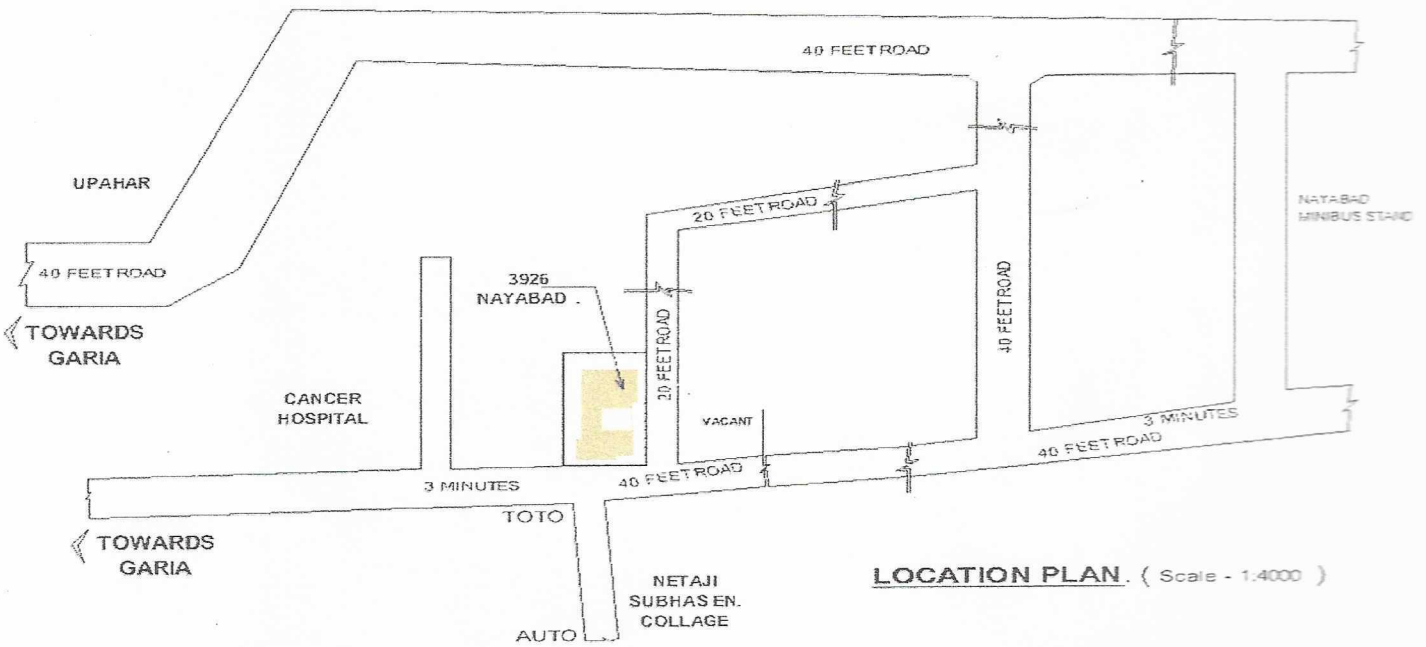 40 FEET ROAD
UPAHAR
20 FEET ROAD
NAYABAD
MINIBUS STAND
40 FEET ROAD
TOWARDS
GARIA
3926
NAYABAD .
20 FEET ROAD
40 FEET ROAD
CANCER
HOSPITAL
VACANT
3 MINUTES
40 FEET ROAD
40 FEET ROAD
3 MINUTES
TOTO
TOWARDS
GARIA
NETAJI
SUBHAS EN.
COLLAGE
AUTO
LOCATION PLAN. ( Scale - 1:4000 )